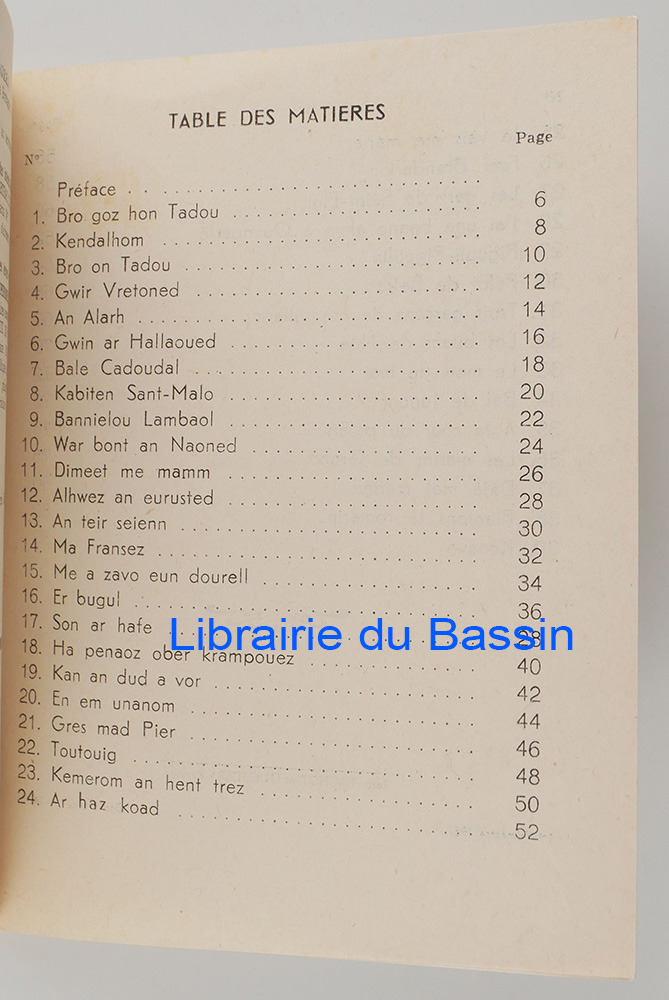 TABLE DES MATIERES
N° Page
Préface . . . . . . . . . . . . . . . . . . . .
1. Bro goz hon Tadou . . . . . . . . . . . . . . 6
2. Kendalhom . . . . . . . . . . . . . . . . . . 8
3. Bro on Tadou . . . . . . . . . . . . . . . . 10
4. Gwir Vretoned . . . . . . . . . . . . . . . . 12
5. An Alarh . . . . . . . . . . . . . . . . . . 14
6. Gwin ar Hallaoued . . . . . . . . . . . . . . 16
7. Bale Cadoudal . . . . . . . . . . . . . . . . 18
8. Kabiten Sant-Malo . . . . . . . . . . . . . . 20
9. Bannielou Lambaol . . . . . . . . . . . . . . 22
10. War bont an Naoned . . . . . . . . . . . . . 24
11. Dimeet me mamm . . . . . . . . . . . . . . . 26
12. Alhwez an eurusted . . . . . . . . . . . . . 28
13. An teir seienn . . . . . . . . . . . . . . . 30
14. Ma Fransez . . . . . . . . . . . . . . . . . 32
15. Me a zavo eun dourell . . . . . . . . . . . . 34
16. Er bugul . . . . . . . . . . . . . . . . . . 36
17. Son ar hafe . . . . . . . . . . . . . . . . . 38
Librairie du Bassin
18. Ha penaoz ober krampouez . . . . . . . . . . 40
19. Kan an dud a vor . . . . . . . . . . . . . . 42
20. En em unanom . . . . . . . . . . . . . . . . 44
21. Gres mad Pier . . . . . . . . . . . . . . . . 46
22. Toutouig . . . . . . . . . . . . . . . . . . 48
23. Kemerom an hent trez . . . . . . . . . . . . 50
24. Ar haz koad . . . . . . . . . . . . . . . . . 52